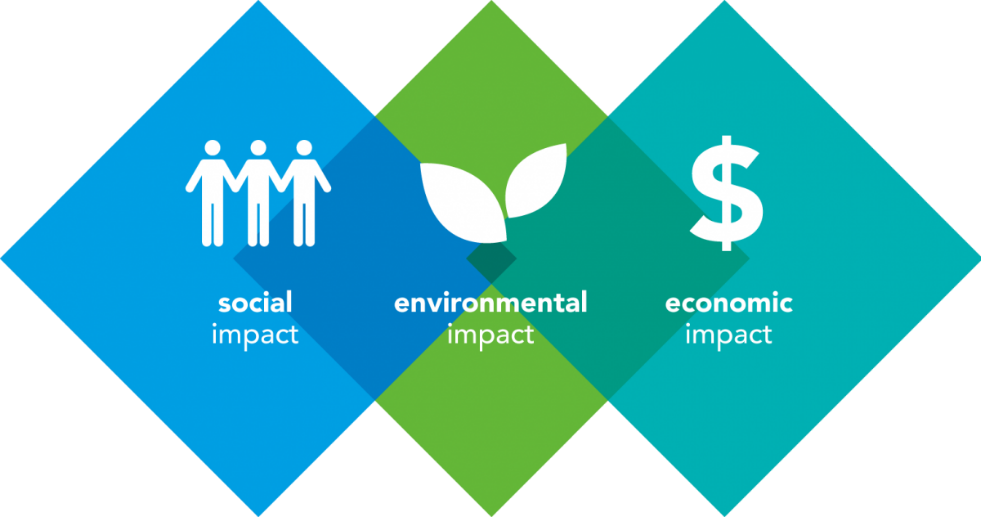 social
impact
environmental
impact
economic
impact
$